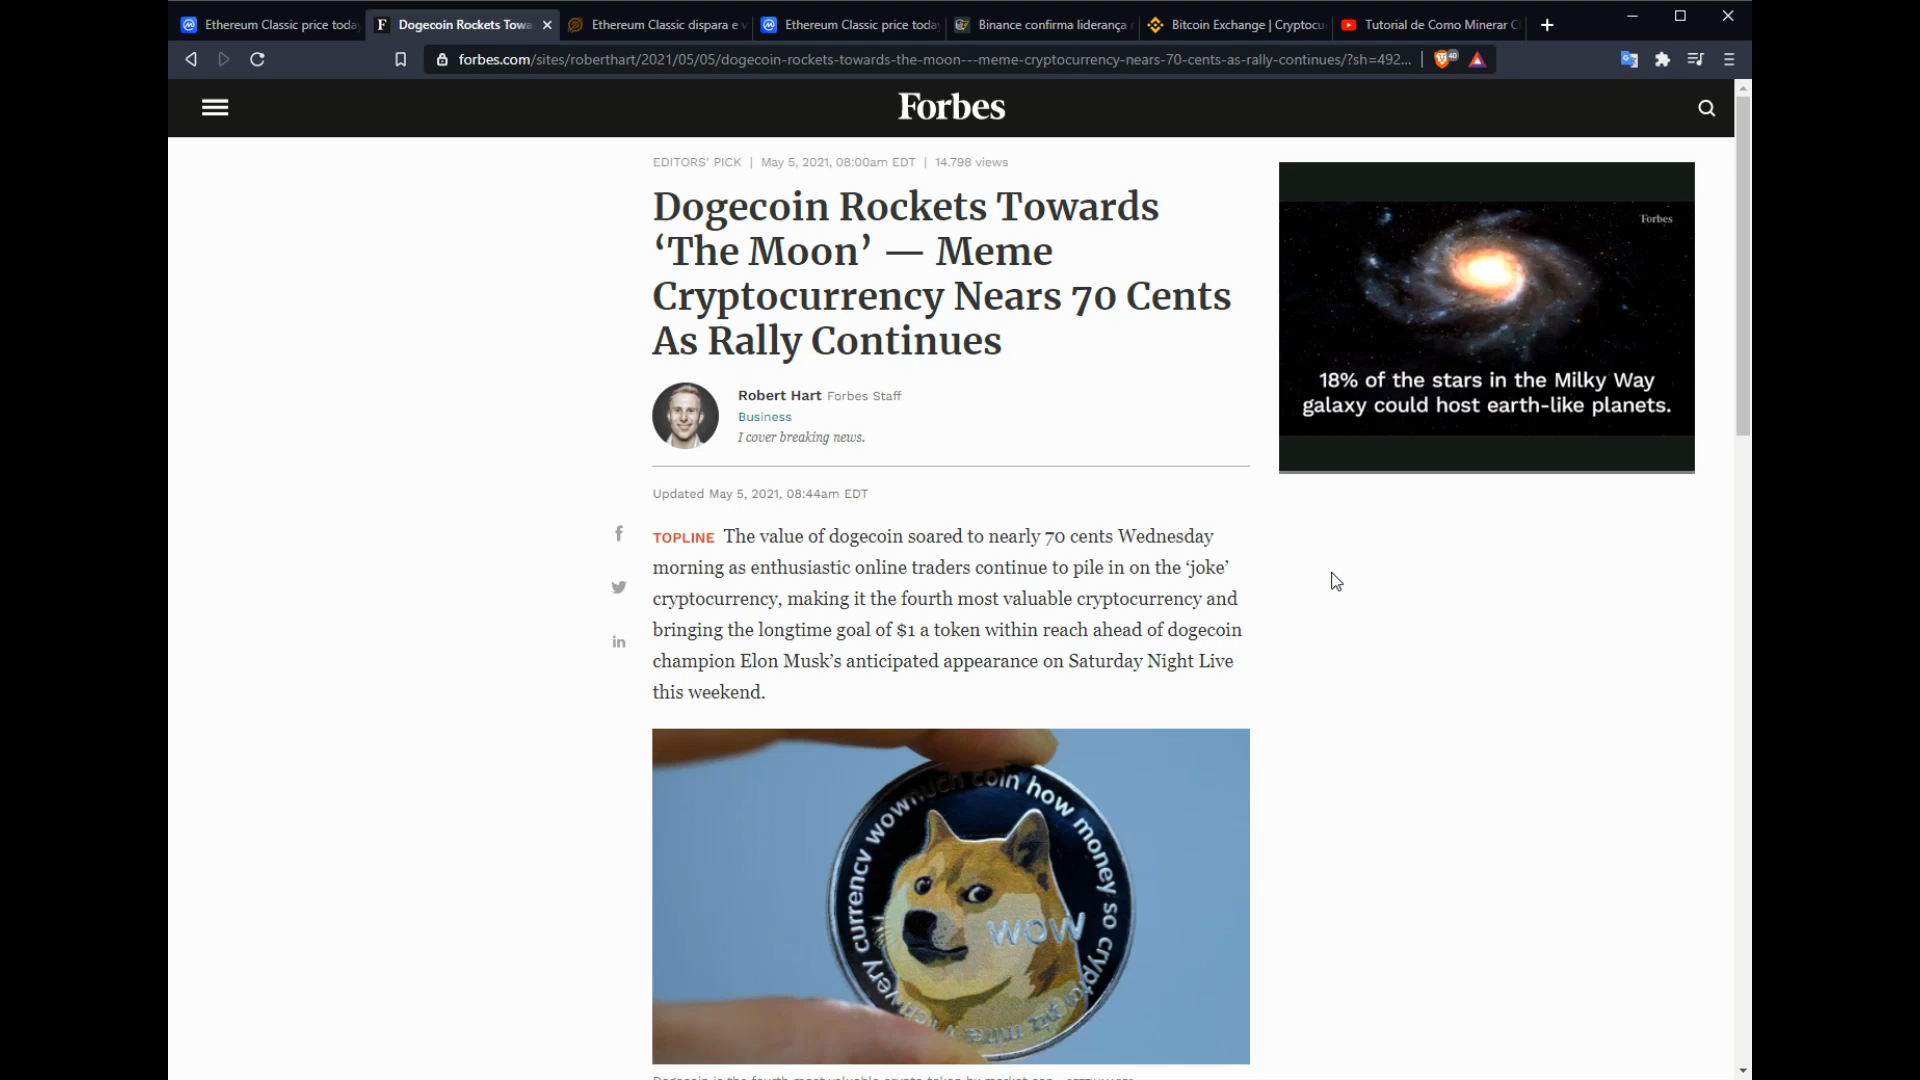 Ethereum Classic price toda
Dogecoin Rockets Towa
Ethereum Classic dispara e v
Ethereum Classic price toda
Binance confirma liderança
Bitcoin Exchange | Cryptocu
Tutorial de Como Minerar C
forbes.com/sites/roberthart/2021/05/05/dogecoin-rockets-towards-the-moon---meme-cryptocurrency-nears-70-cents-as-rally-continues/?sh=492...
Forbes
EDITORS' PICK | May 5, 2021, 08:00am EDT | 14.798 views
Dogecoin Rockets Towards
‘The Moon’ — Meme
Cryptocurrency Nears 70 Cents
As Rally Continues
Robert Hart Forbes Staff
Business
I cover breaking news.
Updated May 5, 2021, 08:44am EDT
TOPLINE The value of dogecoin soared to nearly 70 cents Wednesday
morning as enthusiastic online traders continue to pile in on the ‘joke’
cryptocurrency, making it the fourth most valuable cryptocurrency and
bringing the longtime goal of $1 a token within reach ahead of dogecoin
champion Elon Musk’s anticipated appearance on Saturday Night Live
this weekend.
Forbes
18% of the stars in the Milky Way
galaxy could host earth-like planets.
very currency wow much coin how money so crypto
wow